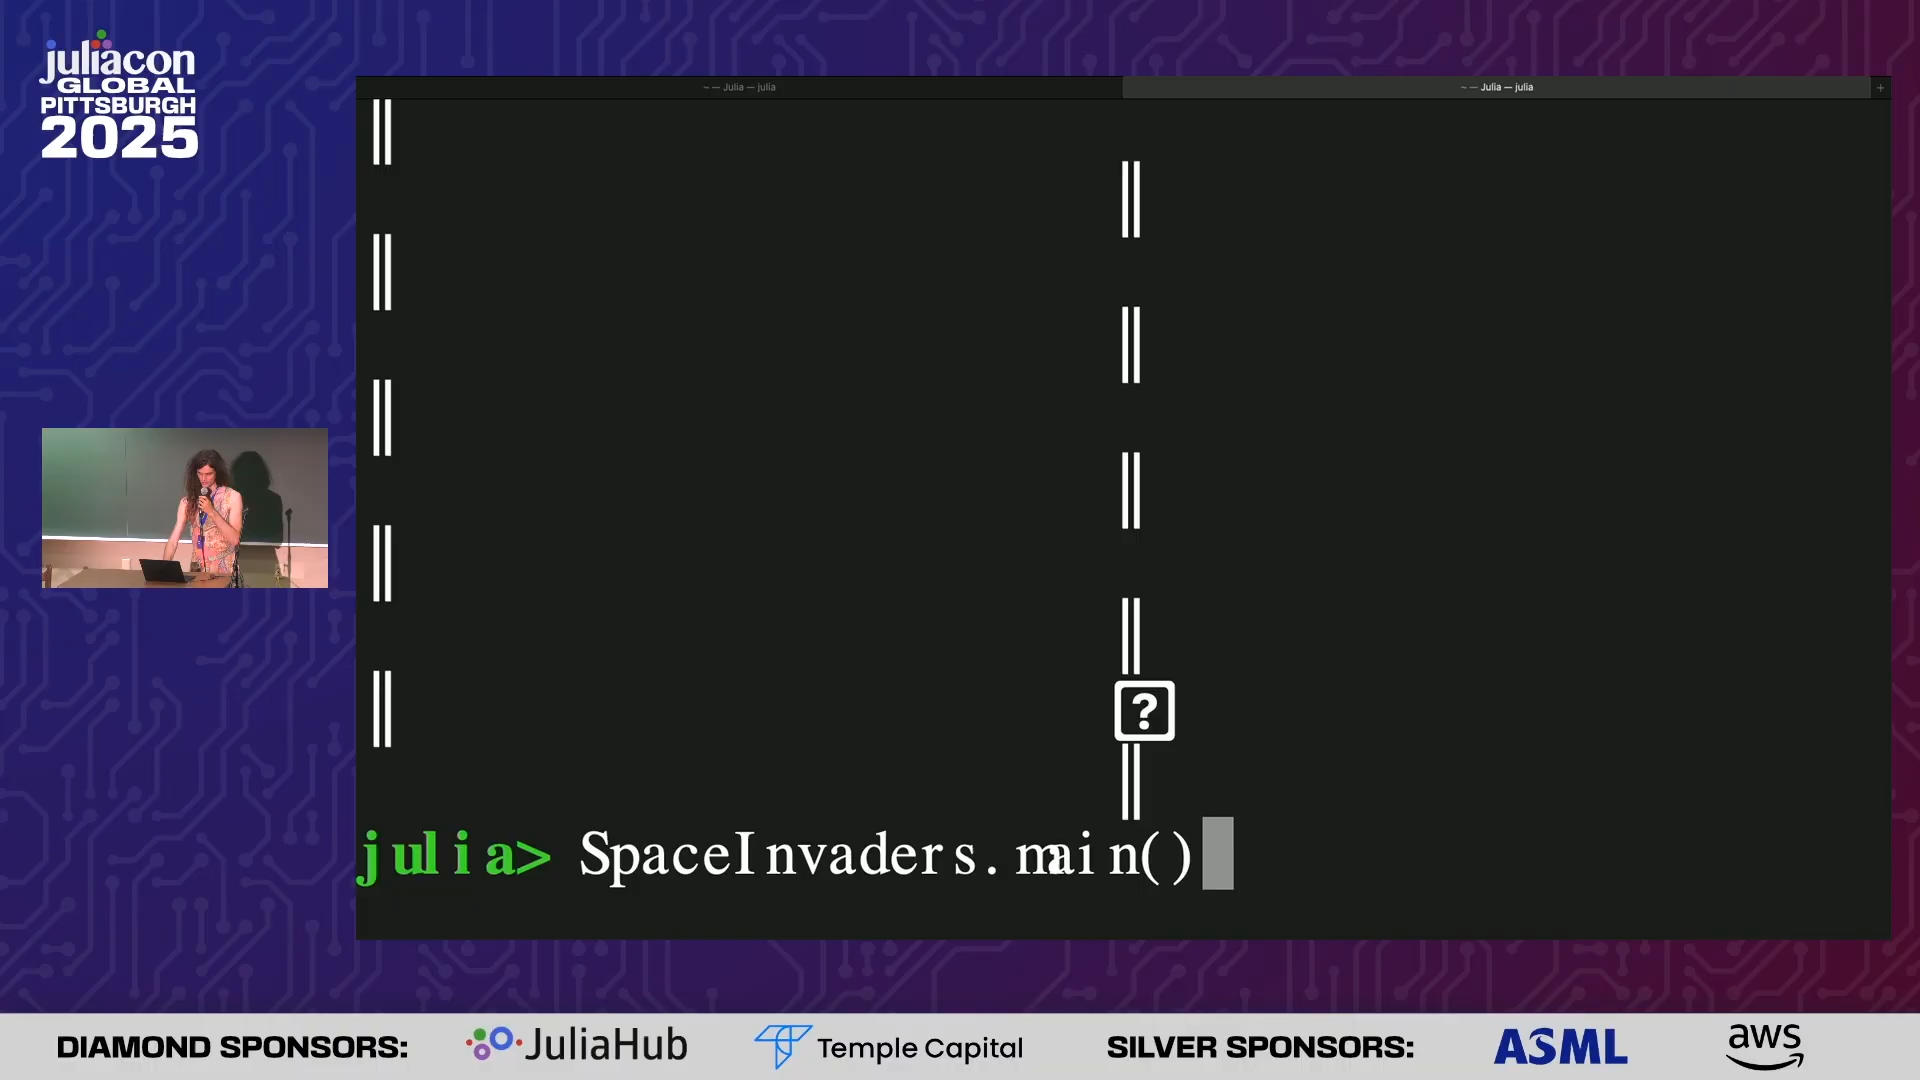 juliacon
GLOBAL
PITTSBURGH
2025
~ — Julia — julia
~ — Julia — julia
+
?
julia> SpaceInvaders.main()
DIAMOND SPONSORS: JuliaHub Temple Capital SILVER SPONSORS: ASML aws